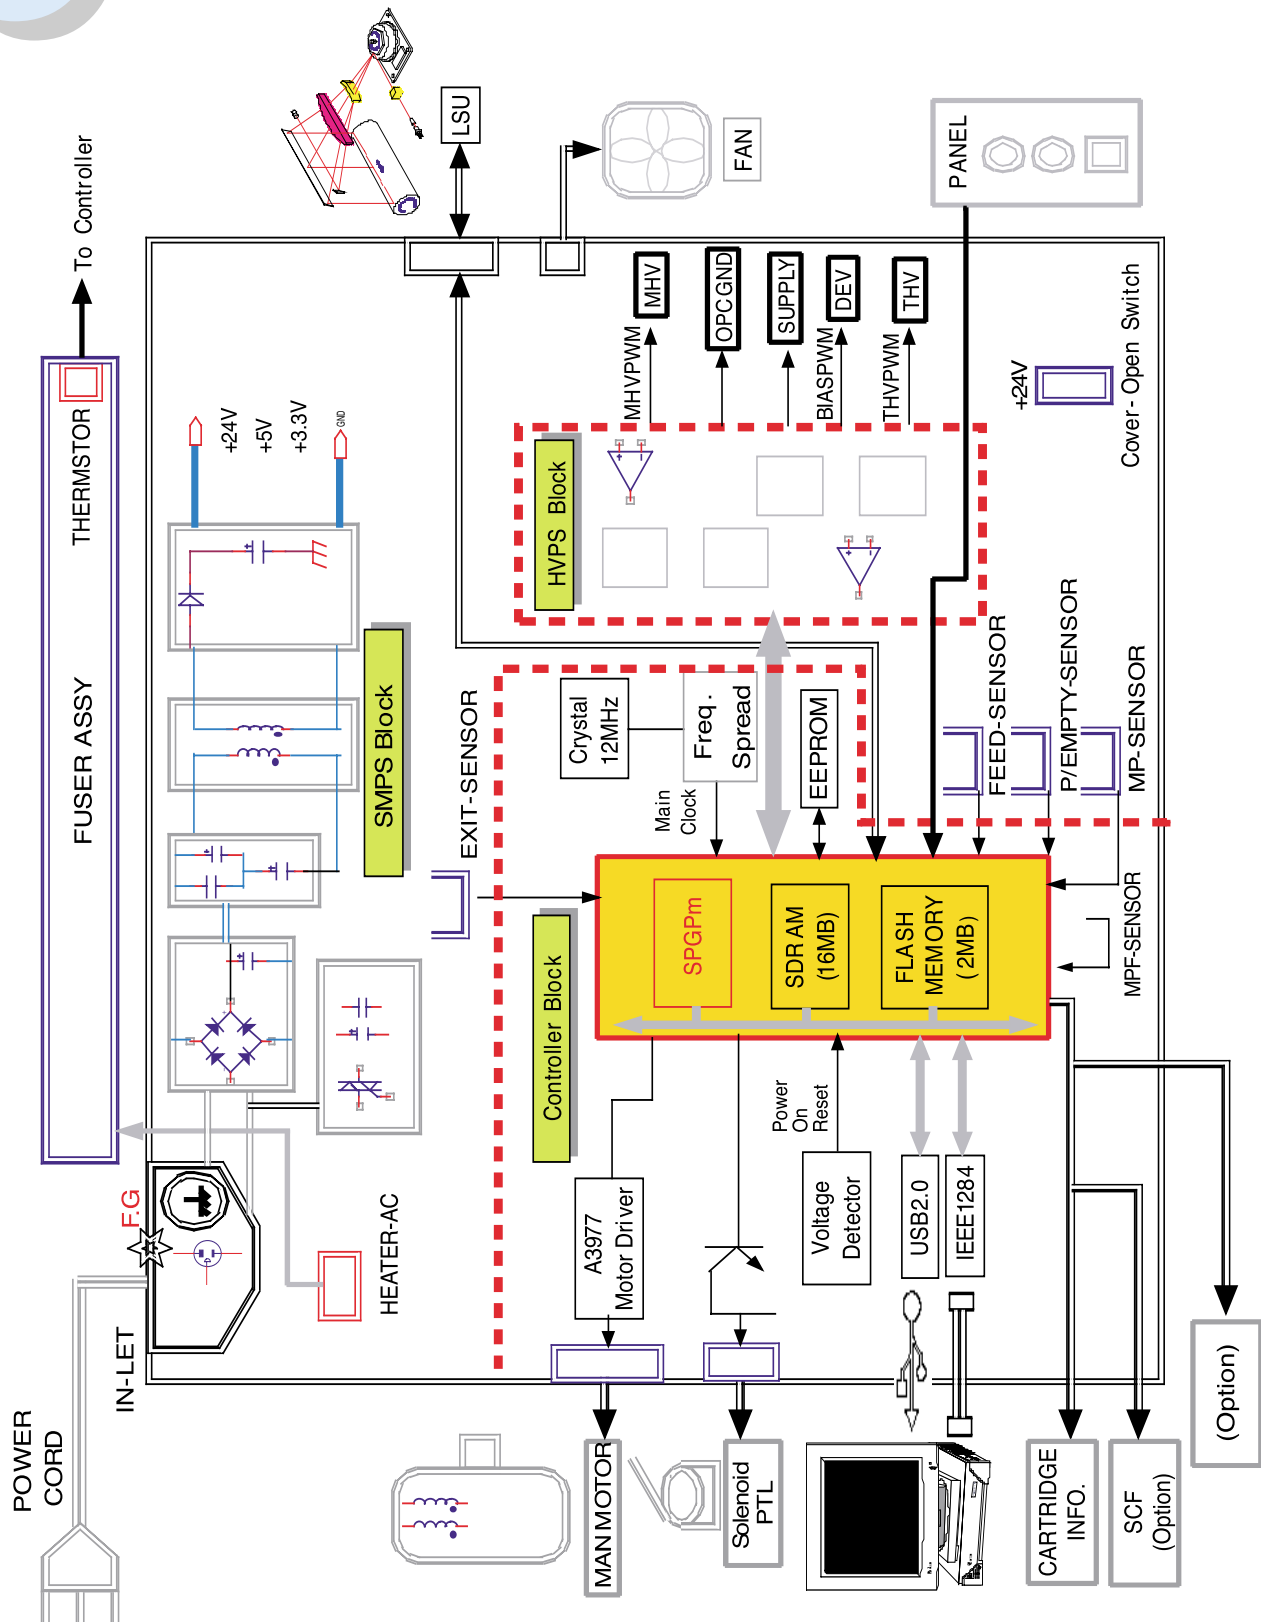 POWER
CORD
IN-LET
F.G
HEATER-AC
FUSER ASSY
THERMSTOR
To Controller
+24V
+5V
+3.3V
GND
SMPS Block
EXIT-SENSOR
LSU
FAN
PANEL
HVPS Block
MHVPWM
MHV
OPC GND
SUPPLY
BIASPWM
DEV
THVPWM
THV
+24V
Cover-Open Switch
Crystal
12MHz
Freq.
Spread
Main
Clock
EEPROM
FEED-SENSOR
P/EMPTY-SENSOR
MP-SENSOR
MPF-SENSOR
Controller Block
SPGPm
SDRAM
(16MB)
FLASH
MEMORY
( 2MB)
A3977
Motor Driver
Power
On
Reset
Voltage
Detector
USB2.0
IEEE1284
MAN MOTOR
Solenoid
PTL
CARTRIDGE
INFO.
SCF
(Option)
(Option)